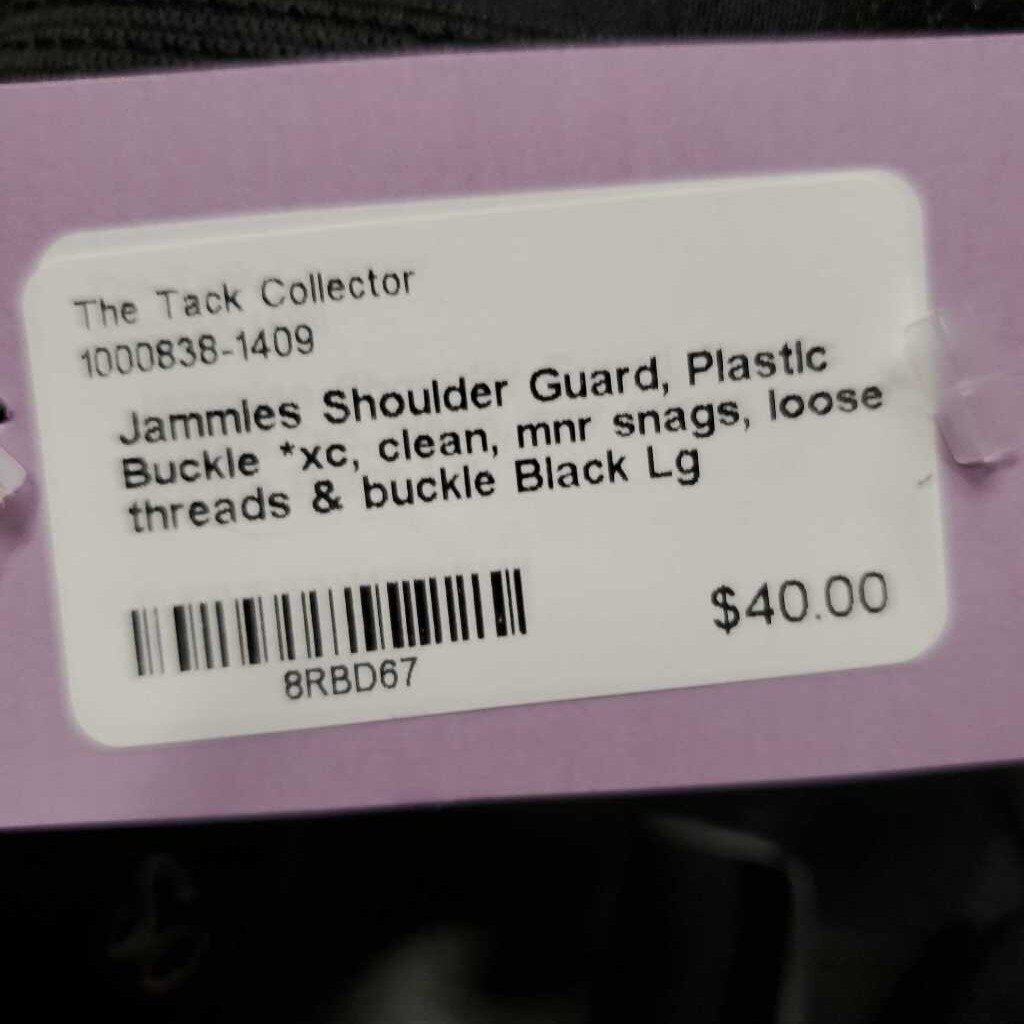 The Tack Collector
1000838-1409
Jammies Shoulder Guard, Plastic
Buckle *xc, clean, mnr snags, loose
threads & buckle Black Lg
8RBD67
$40.00